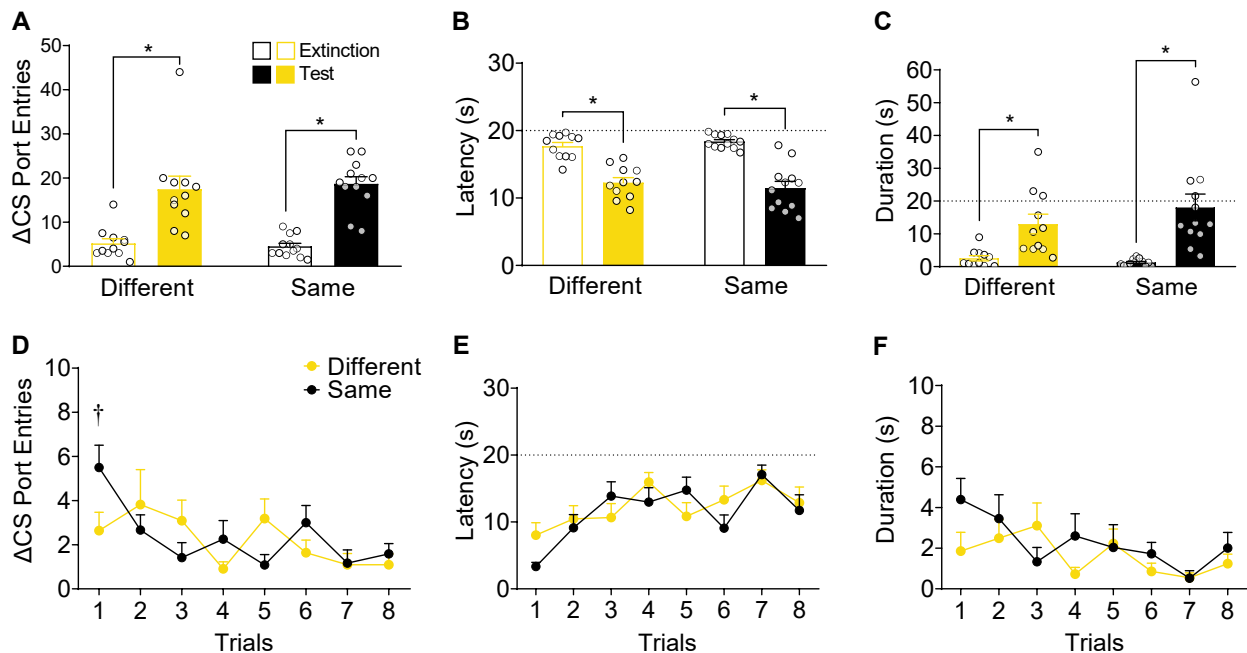 A
ΔCS Port Entries
50
40
30
20
10
0
*
*
Extinction
Test
Different
Same
B
Latency (s)
30
20
10
0
*
*
Different
Same
C
Duration (s)
60
50
40
30
20
10
0
*
*
Different
Same
D
ΔCS Port Entries
10
8
6
4
2
0
†
Different
Same
1 2 3 4 5 6 7 8
Trials
E
Latency (s)
30
20
10
0
1 2 3 4 5 6 7 8
Trials
F
Duration (s)
10
8
6
4
2
0
1 2 3 4 5 6 7 8
Trials